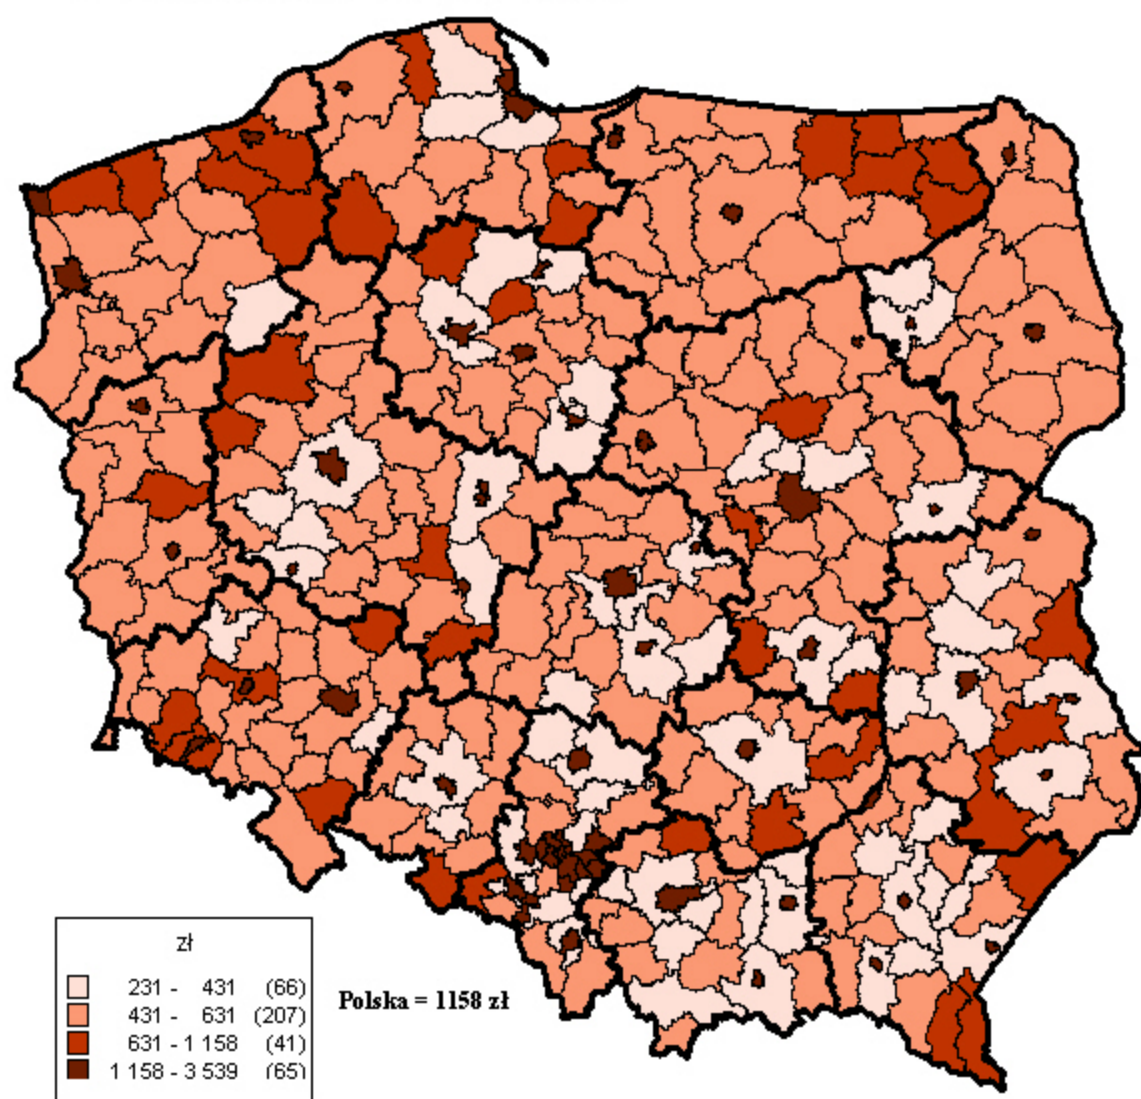 zł
231 - 431 (66)
431 - 631 (207)
631 - 1 158 (41)
1 158 - 3 539 (65)
Polska = 1158 zł